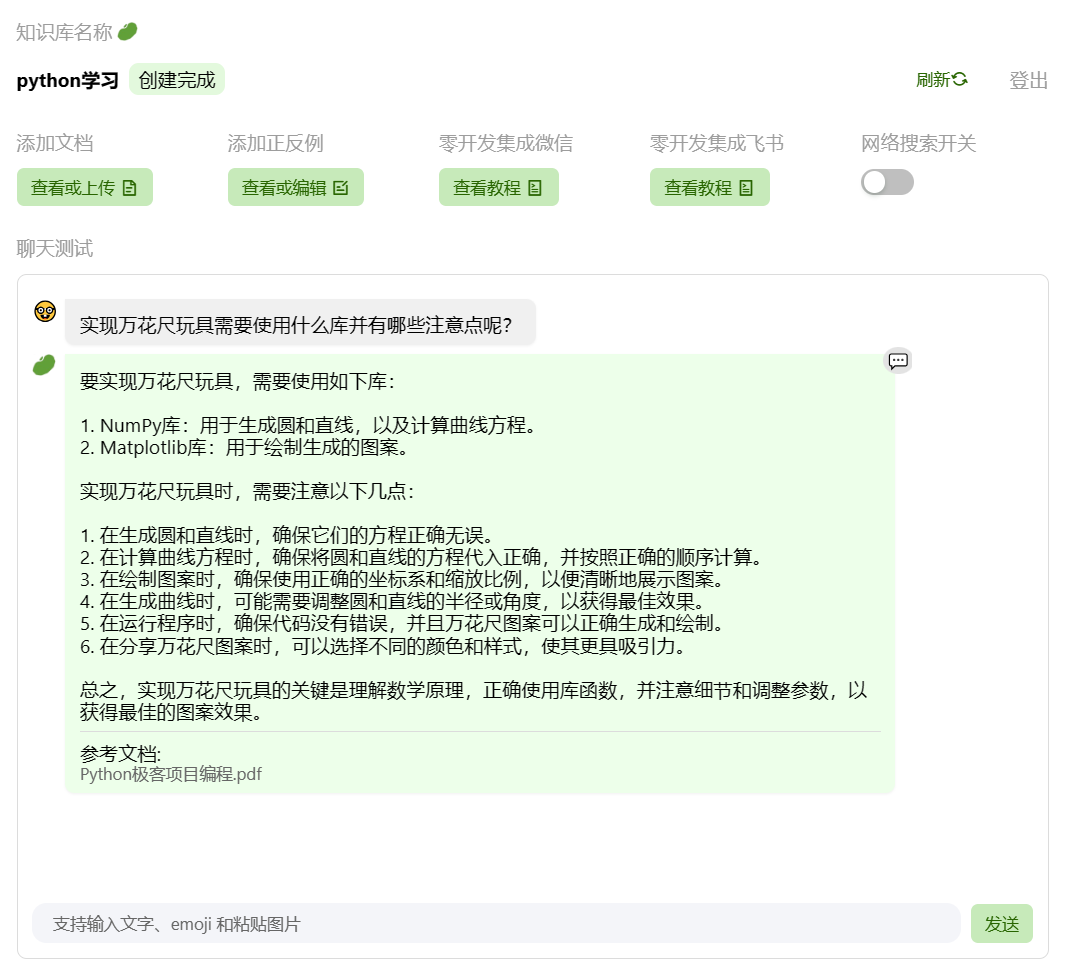 知识库名称
python学习 创建完成 刷新 登出
添加文档 添加正反例 零开发集成微信 零开发集成飞书 网络搜索开关
查看或上传 查看或编辑 查看教程 查看教程
聊天测试
实现万花尺玩具需要使用什么库并有哪些注意点呢？
要实现万花尺玩具，需要使用如下库：
1. NumPy库：用于生成圆和直线，以及计算曲线方程。
2. Matplotlib库：用于绘制生成的图案。
实现万花尺玩具时，需要注意以下几点：
1. 在生成圆和直线时，确保它们的方程正确无误。
2. 在计算曲线方程时，确保将圆和直线的方程代入正确，并按照正确的顺序计算。
3. 在绘制图案时，确保使用正确的坐标系和缩放比例，以便清晰地展示图案。
4. 在生成曲线时，可能需要调整圆和直线的半径或角度，以获得最佳效果。
5. 在运行程序时，确保代码没有错误，并且万花尺图案可以正确生成和绘制。
6. 在分享万花尺图案时，可以选择不同的颜色和样式，使其更具吸引力。
总之，实现万花尺玩具的关键是理解数学原理，正确使用库函数，并注意细节和调整参数，以
获得最佳的图案效果。
参考文档:
Python极客项目编程.pdf
支持输入文字、emoji 和粘贴图片 发送